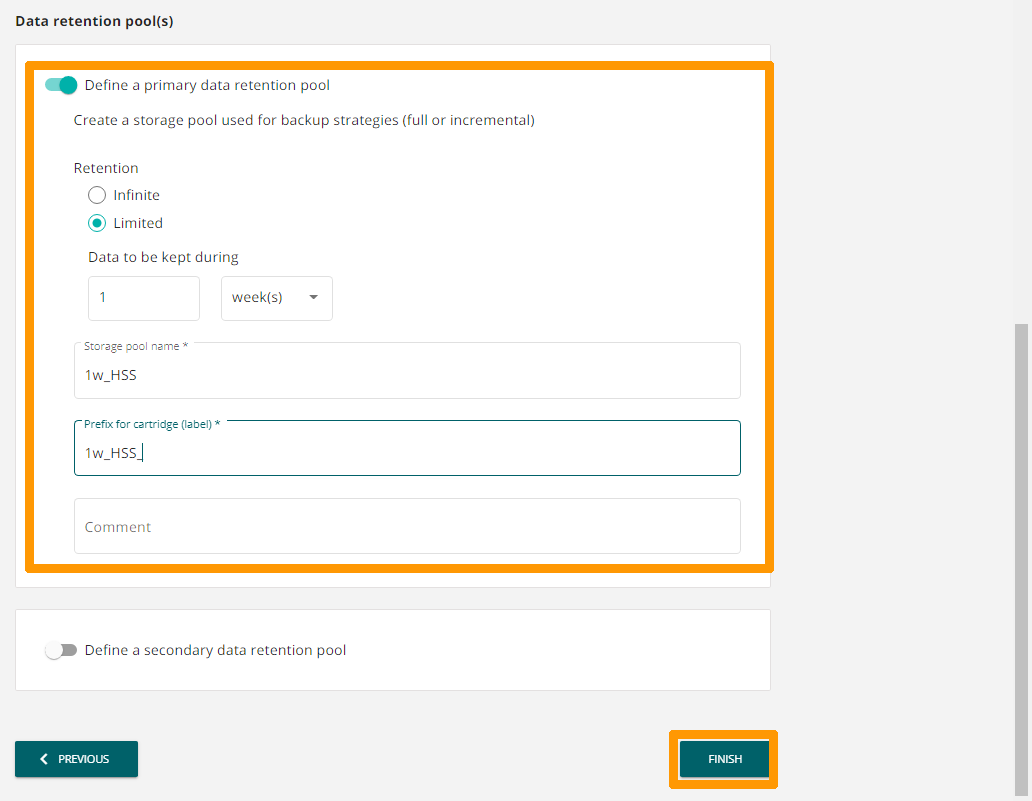 Data retention pool(s)
Define a primary data retention pool
Create a storage pool used for backup strategies (full or incremental)
Retention
Infinite
Limited
Data to be kept during
1 week(s)
Storage pool name *
1w_HSS
Prefix for cartridge (label) *
1w_HSS_
Comment
Define a secondary data retention pool
PREVIOUS FINISH